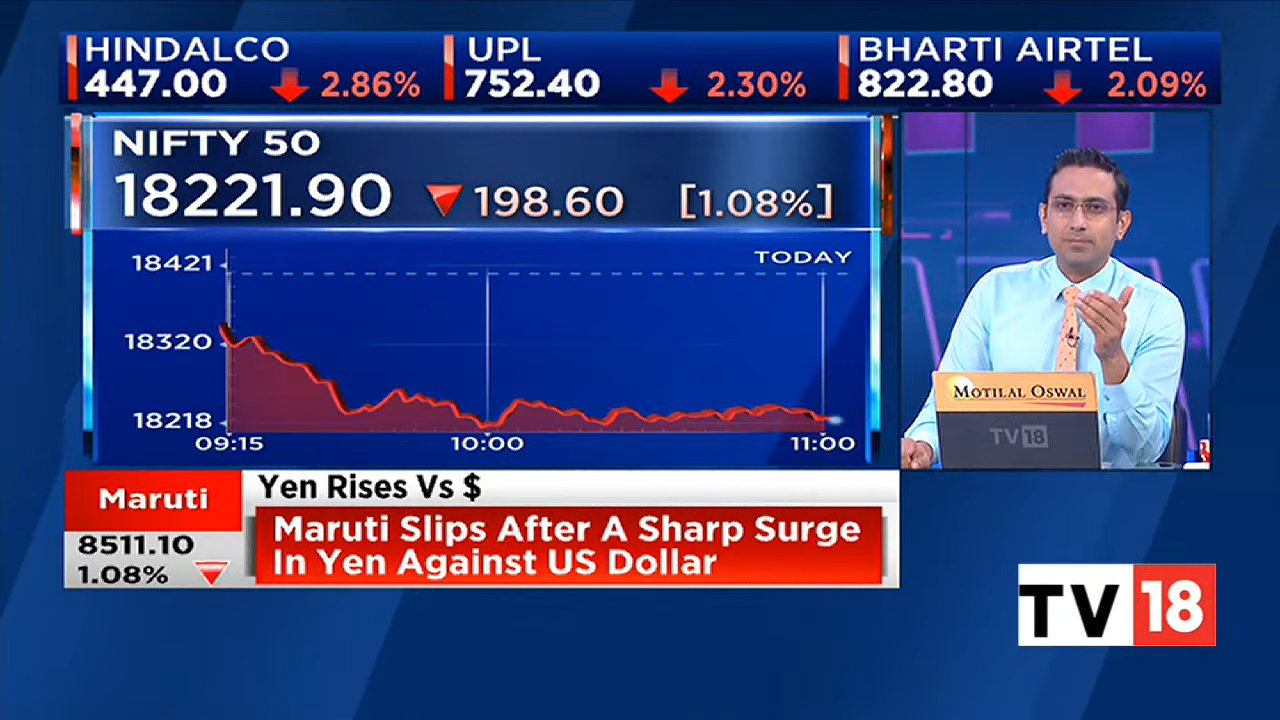 HINDALCO
447.00 2.86%
UPL
752.40 2.30%
BHARTI AIRTEL
822.80 2.09%
NIFTY 50
18221.90 198.60 [1.08%]
TODAY
18421
18320
18218
09:15 10:00 11:00
MOTILAL OSWAL
TV18
Maruti
8511.10
1.08%
Yen Rises Vs $
Maruti Slips After A Sharp Surge
In Yen Against US Dollar
TV18